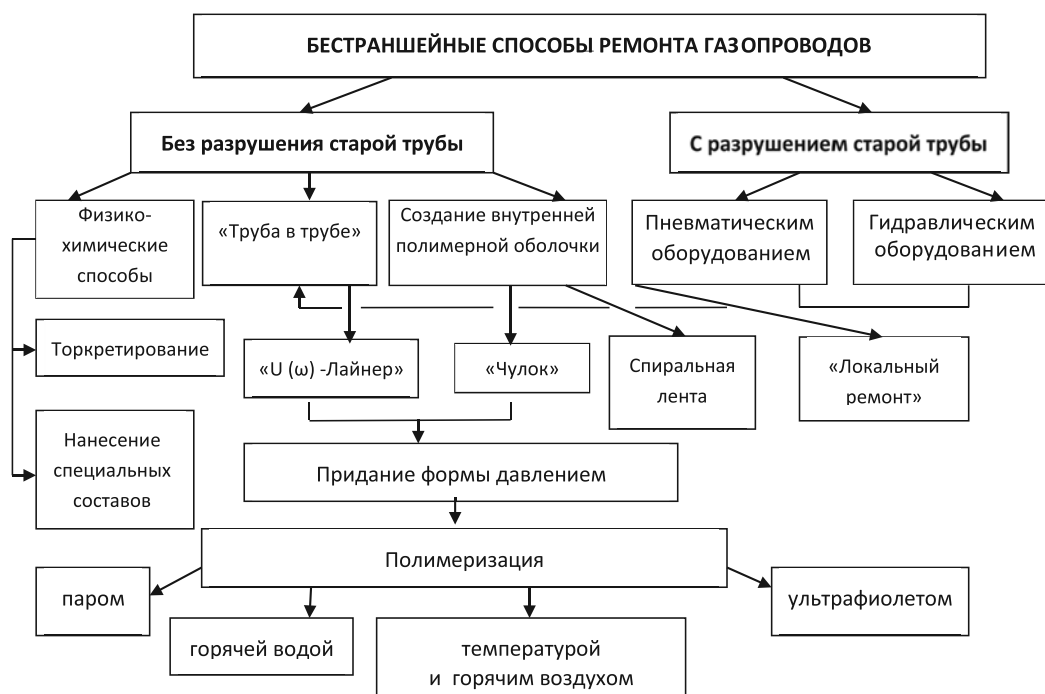 БЕСТРАНШЕЙНЫЕ СПОСОБЫ РЕМОНТА ГАЗОПРОВОДОВ
Без разрушения старой трубы
С разрушением старой трубы
Физико-
химические
способы
«Труба в трубе»
Создание внутренней
полимерной оболочки
Пневматическим
оборудованием
Гидравлическим
оборудованием
Торкретирование
«U (ω) -Лайнер»
«Чулок»
Спиральная
лента
«Локальный
ремонт»
Нанесение
специальных
составов
Придание формы давлением
Полимеризация
паром
горячей водой
температурой
и горячим воздухом
ультрафиолетом